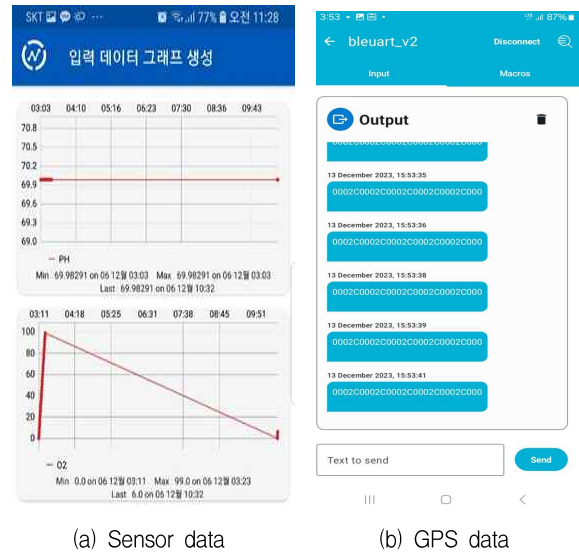 SKT 77% 오전 11:28
입력 데이터 그래프 생성
03:03 04:10 05:16 06:23 07:30 08:36 09:43
70.8
70.5
70.2
69.9
69.6
69.3
69.0
PH
Min 69.98291 on 06 12월 03:03 Max 69.98291 on 06 12월 03:03
Last 69.98291 on 06 12월 10:32
03:11 04:18 05:25 06:31 07:38 08:45 09:51
100
80
60
40
20
0
O2
Min 0.0 on 06 12월 03:11 Max 99.0 on 06 12월 03:23
Last 6.0 on 06 12월 10:32
(a) Sensor data
3:53 87%
bleuart_v2 Disconnect
Input Macros
Output
0002C0002C0002C0002C0002C000
13 December 2023, 15:53:35
0002C0002C0002C0002C0002C000
13 December 2023, 15:53:36
0002C0002C0002C0002C0002C000
13 December 2023, 15:53:38
0002C0002C0002C0002C0002C000
13 December 2023, 15:53:39
0002C0002C0002C0002C0002C000
13 December 2023, 15:53:41
0002C0002C0002C0002C0002C000
Text to send Send
(b) GPS data